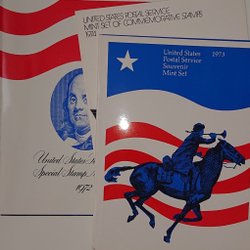 UNITED STATES POSTAL SERVICE
MINT SET OF COMMEMORATIVE STAMPS
1974
United States
Postal Service
Souvenir
Mint Set
1973
United States
Special Stamp
1972